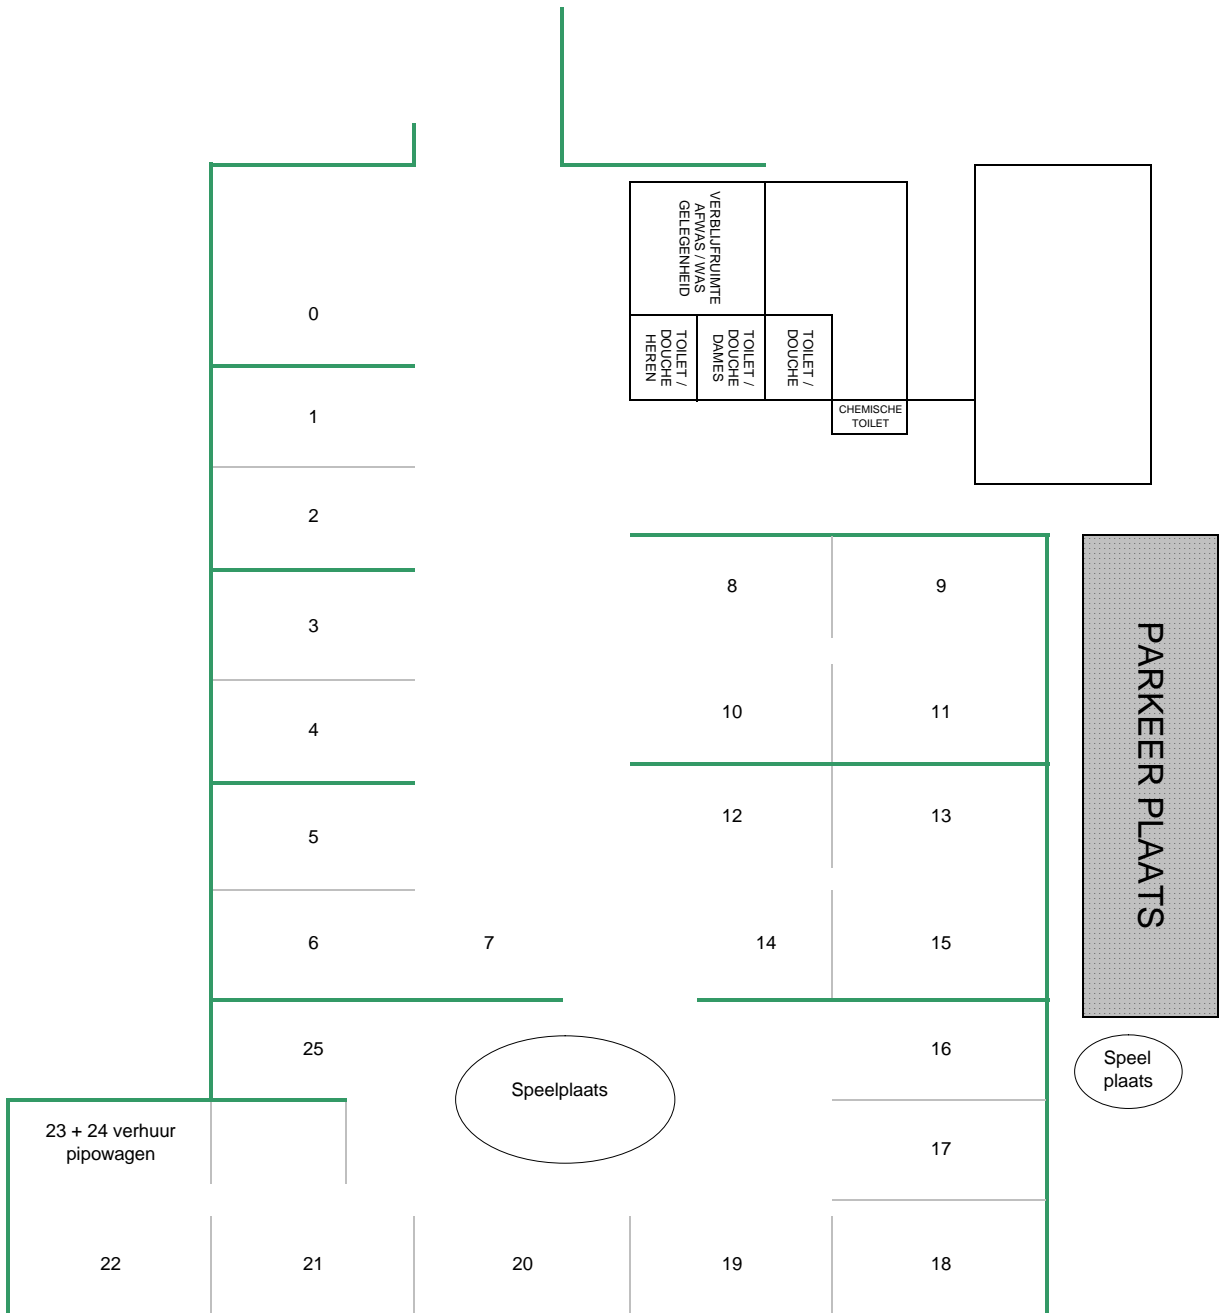 VERBLIJFRUIMTE
AFWAS / WAS
GELEGENHEID
0
TOILET /
DOUCHE
HEREN
TOILET /
DOUCHE
DAMES
TOILET /
DOUCHE
CHEMISCHE
TOILET
1
2
8
9
3
PARKEER PLAATS
10
11
4
12
13
5
6
7
14
15
25
16
Speel
plaats
Speelplaats
23 + 24 verhuur
pipowagen
17
22
21
20
19
18